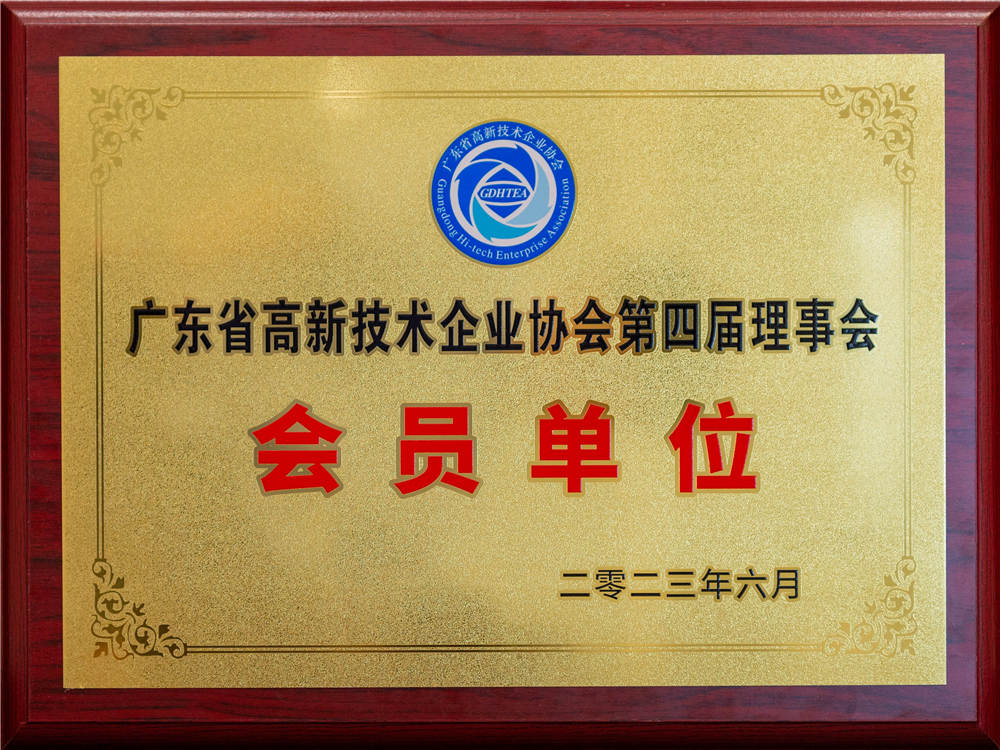 广东省高新技术企业协会
GDHTEA
Guangdong Hi-tech Enterprise Association
广东省高新技术企业协会第四届理事会
会员单位
二零二三年六月